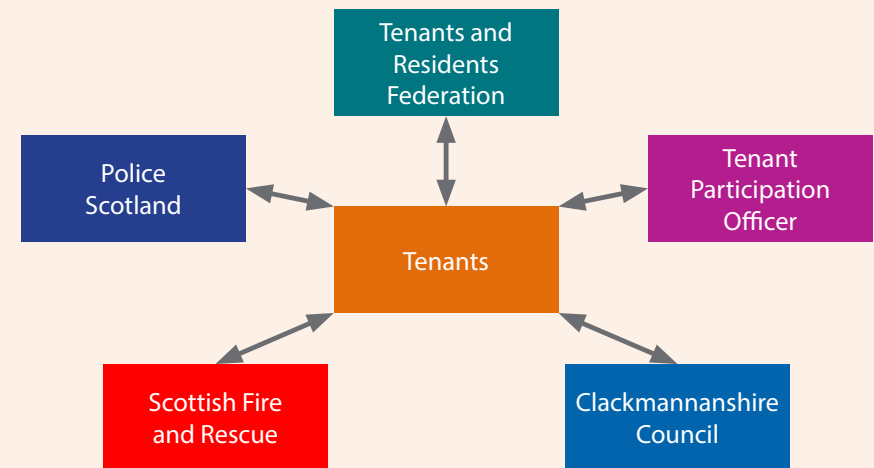 Tenants and
Residents
Federation
Police
Scotland
Tenant
Participation
Officer
Tenants
Scottish Fire
and Rescue
Clackmannanshire
Council